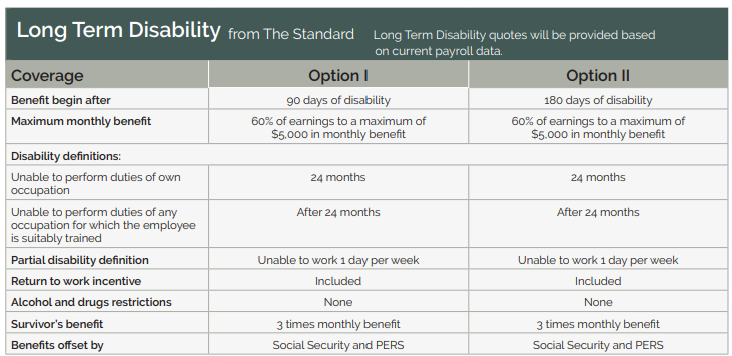 Long Term Disability from The Standard Long Term Disability quotes will be provided based
on current payroll data.
Coverage Option I Option II
Benefit begin after 90 days of disability 180 days of disability
Maximum monthly benefit 60% of earnings to a maximum of 60% of earnings to a maximum of
$5,000 in monthly benefit $5,000 in monthly benefit
Disability definitions:
Unable to perform duties of own 24 months 24 months
occupation
Unable to perform duties of any After 24 months After 24 months
occupation for which the employee
is suitably trained
Partial disability definition Unable to work 1 day per week Unable to work 1 day per week
Return to work incentive Included Included
Alcohol and drugs restrictions None None
Survivor's benefit 3 times monthly benefit 3 times monthly benefit
Benefits offset by Social Security and PERS Social Security and PERS